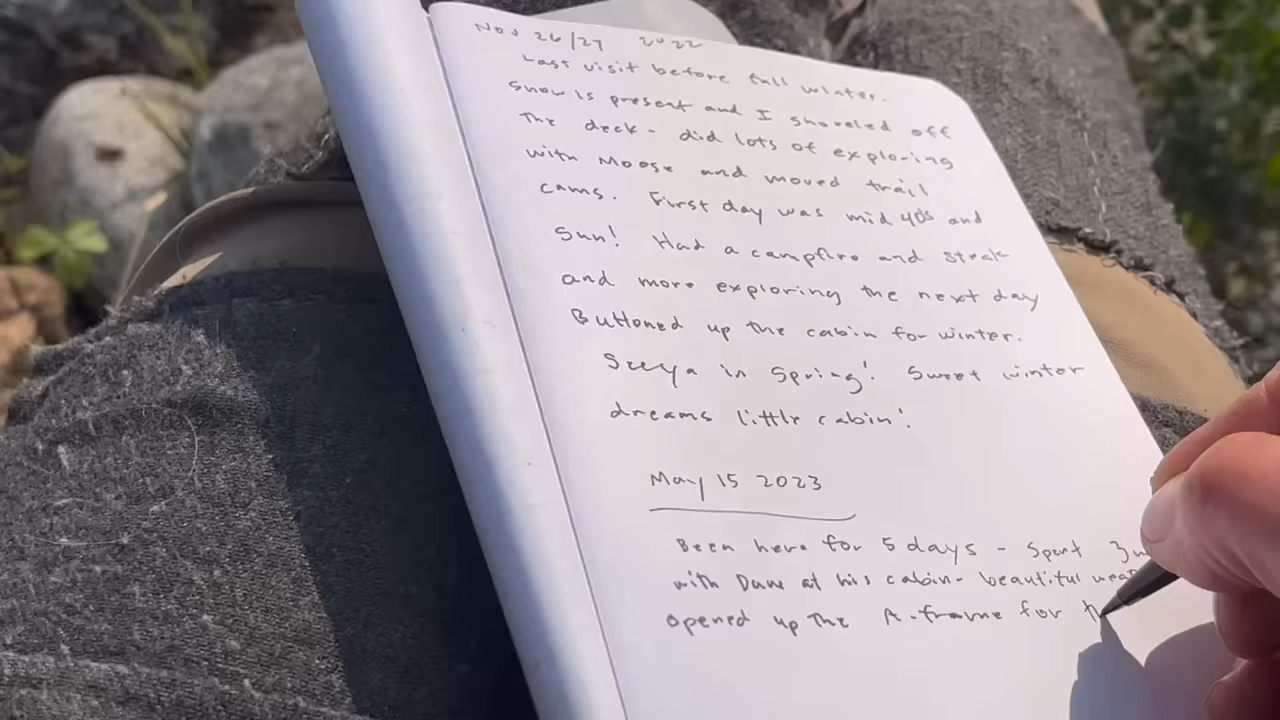 Nov 26/27 2022
Last visit before full winter.
Snow is present and I shoveled off
The deck - did lots of exploring
with Moose and moved trail
cams. First day was mid 40s and
Sun! Had a campfire and steak
and more exploring the next day
Buttoned up the cabin for winter.
Seeya in Spring! Sweet winter
dreams little cabin!
May 15 2023
Been here for 5 days - Spent 3
with Dave at his cabin - beautiful
opened up the A-frame for